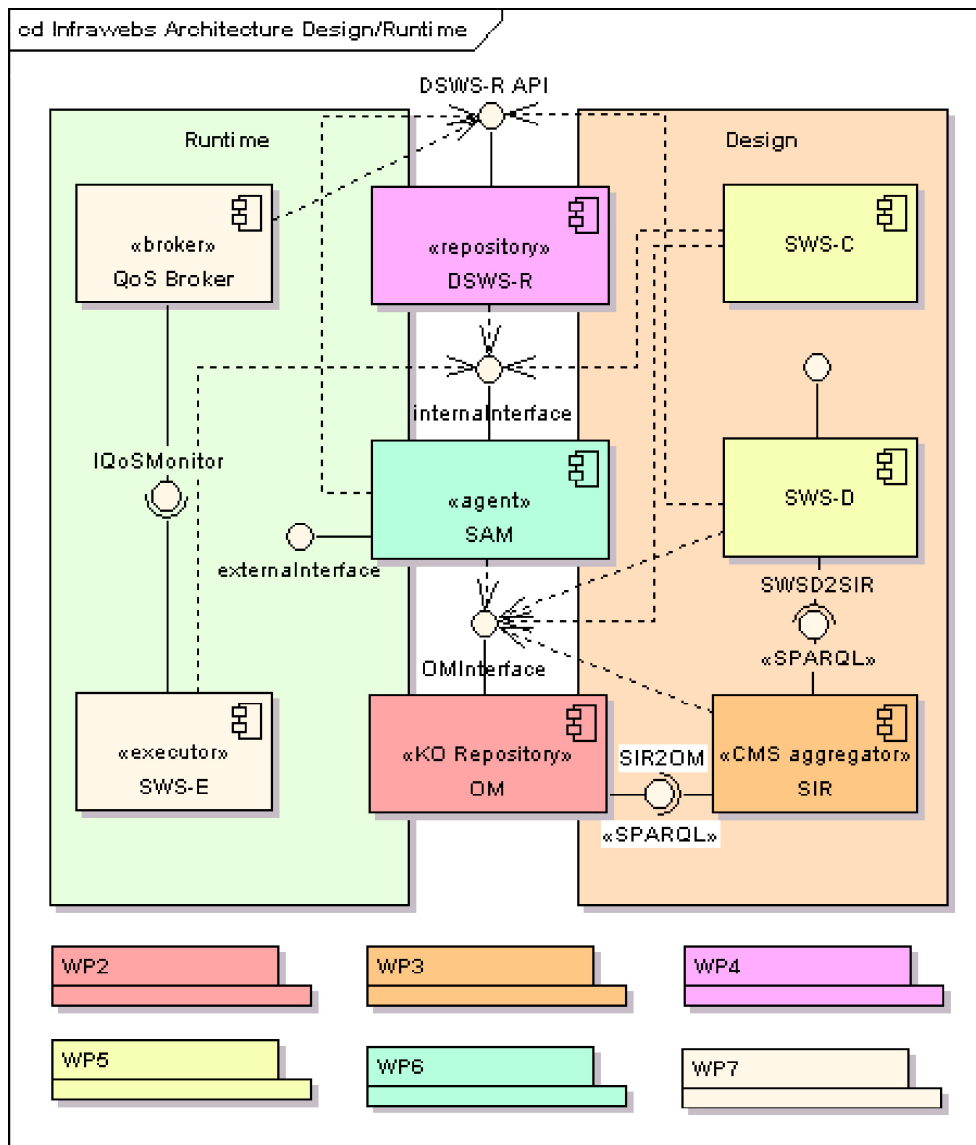 cd Infrawebs Architecture Design/Runtime
DSWS-R API
Runtime
Design
«broker»
QoS Broker
«repository»
DSWS-R
SWS-C
internalInterface
IQoSMonitor
«agent»
SAM
SWS-D
externalInterface
SWSD2SIR
«SPARQL»
OMInterface
«executor»
SWS-E
«KO Repository»
OM
SIR2OM
«SPARQL»
«CMS aggregator»
SIR
WP2
WP3
WP4
WP5
WP6
WP7